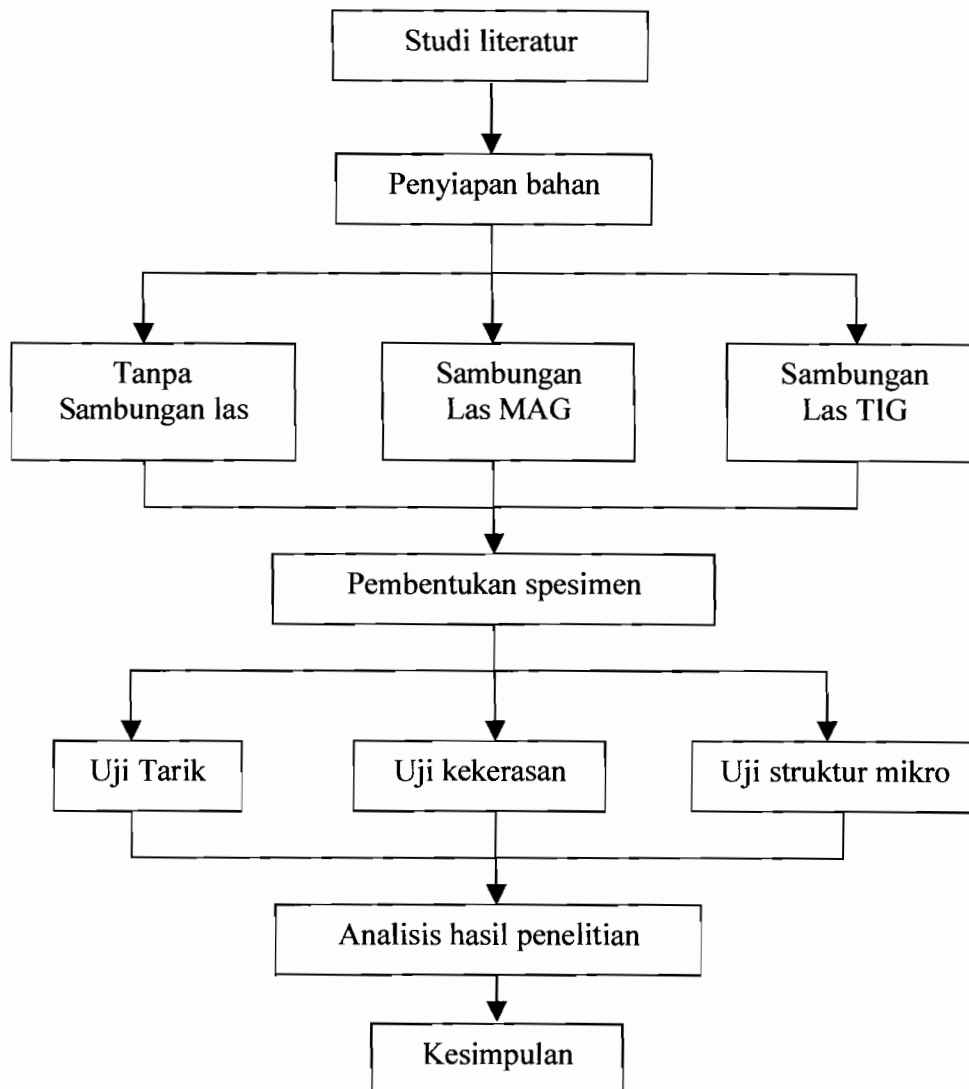 Studi literatur
Penyiapan bahan
Tanpa
Sambungan las
Sambungan
Las MAG
Sambungan
Las TIG
Pembentukan spesimen
Uji Tarik
Uji kekerasan
Uji struktur mikro
Analisis hasil penelitian
Kesimpulan